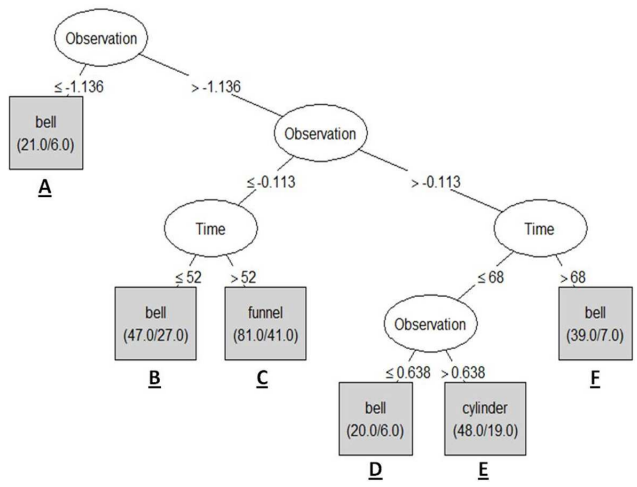 Observation
≤ -1.136
> -1.136
bell
(21.0/6.0)
A
Observation
≤ -0.113
> -0.113
Time
Time
≤ 52
> 52
≤ 68
> 68
bell
(47.0/27.0)
B
funnel
(81.0/41.0)
C
Observation
bell
(39.0/7.0)
F
≤ 0.638
> 0.638
bell
(20.0/6.0)
D
cylinder
(48.0/19.0)
E